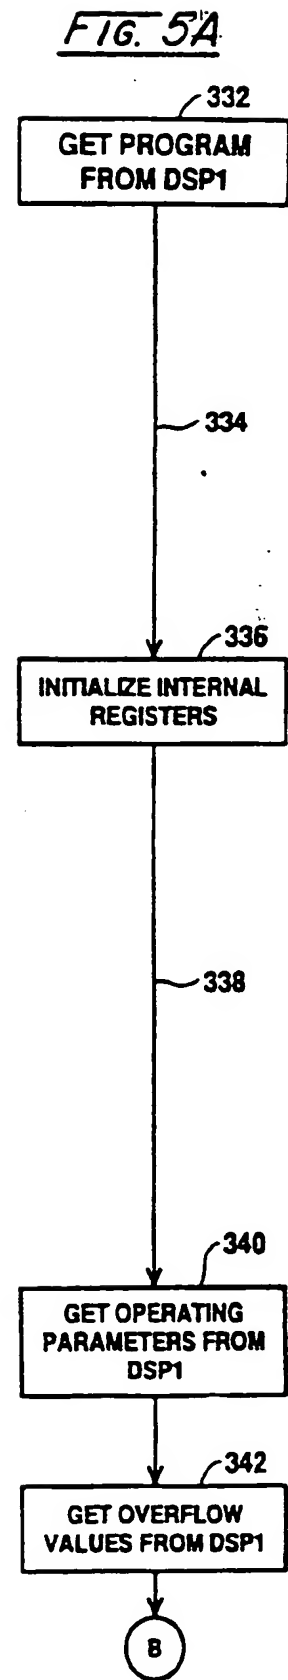 FIG. 5A
332
GET PROGRAM
FROM DSP1
334
336
INITIALIZE INTERNAL
REGISTERS
338
340
GET OPERATING
PARAMETERS FROM
DSP1
342
GET OVERFLOW
VALUES FROM DSP1
B